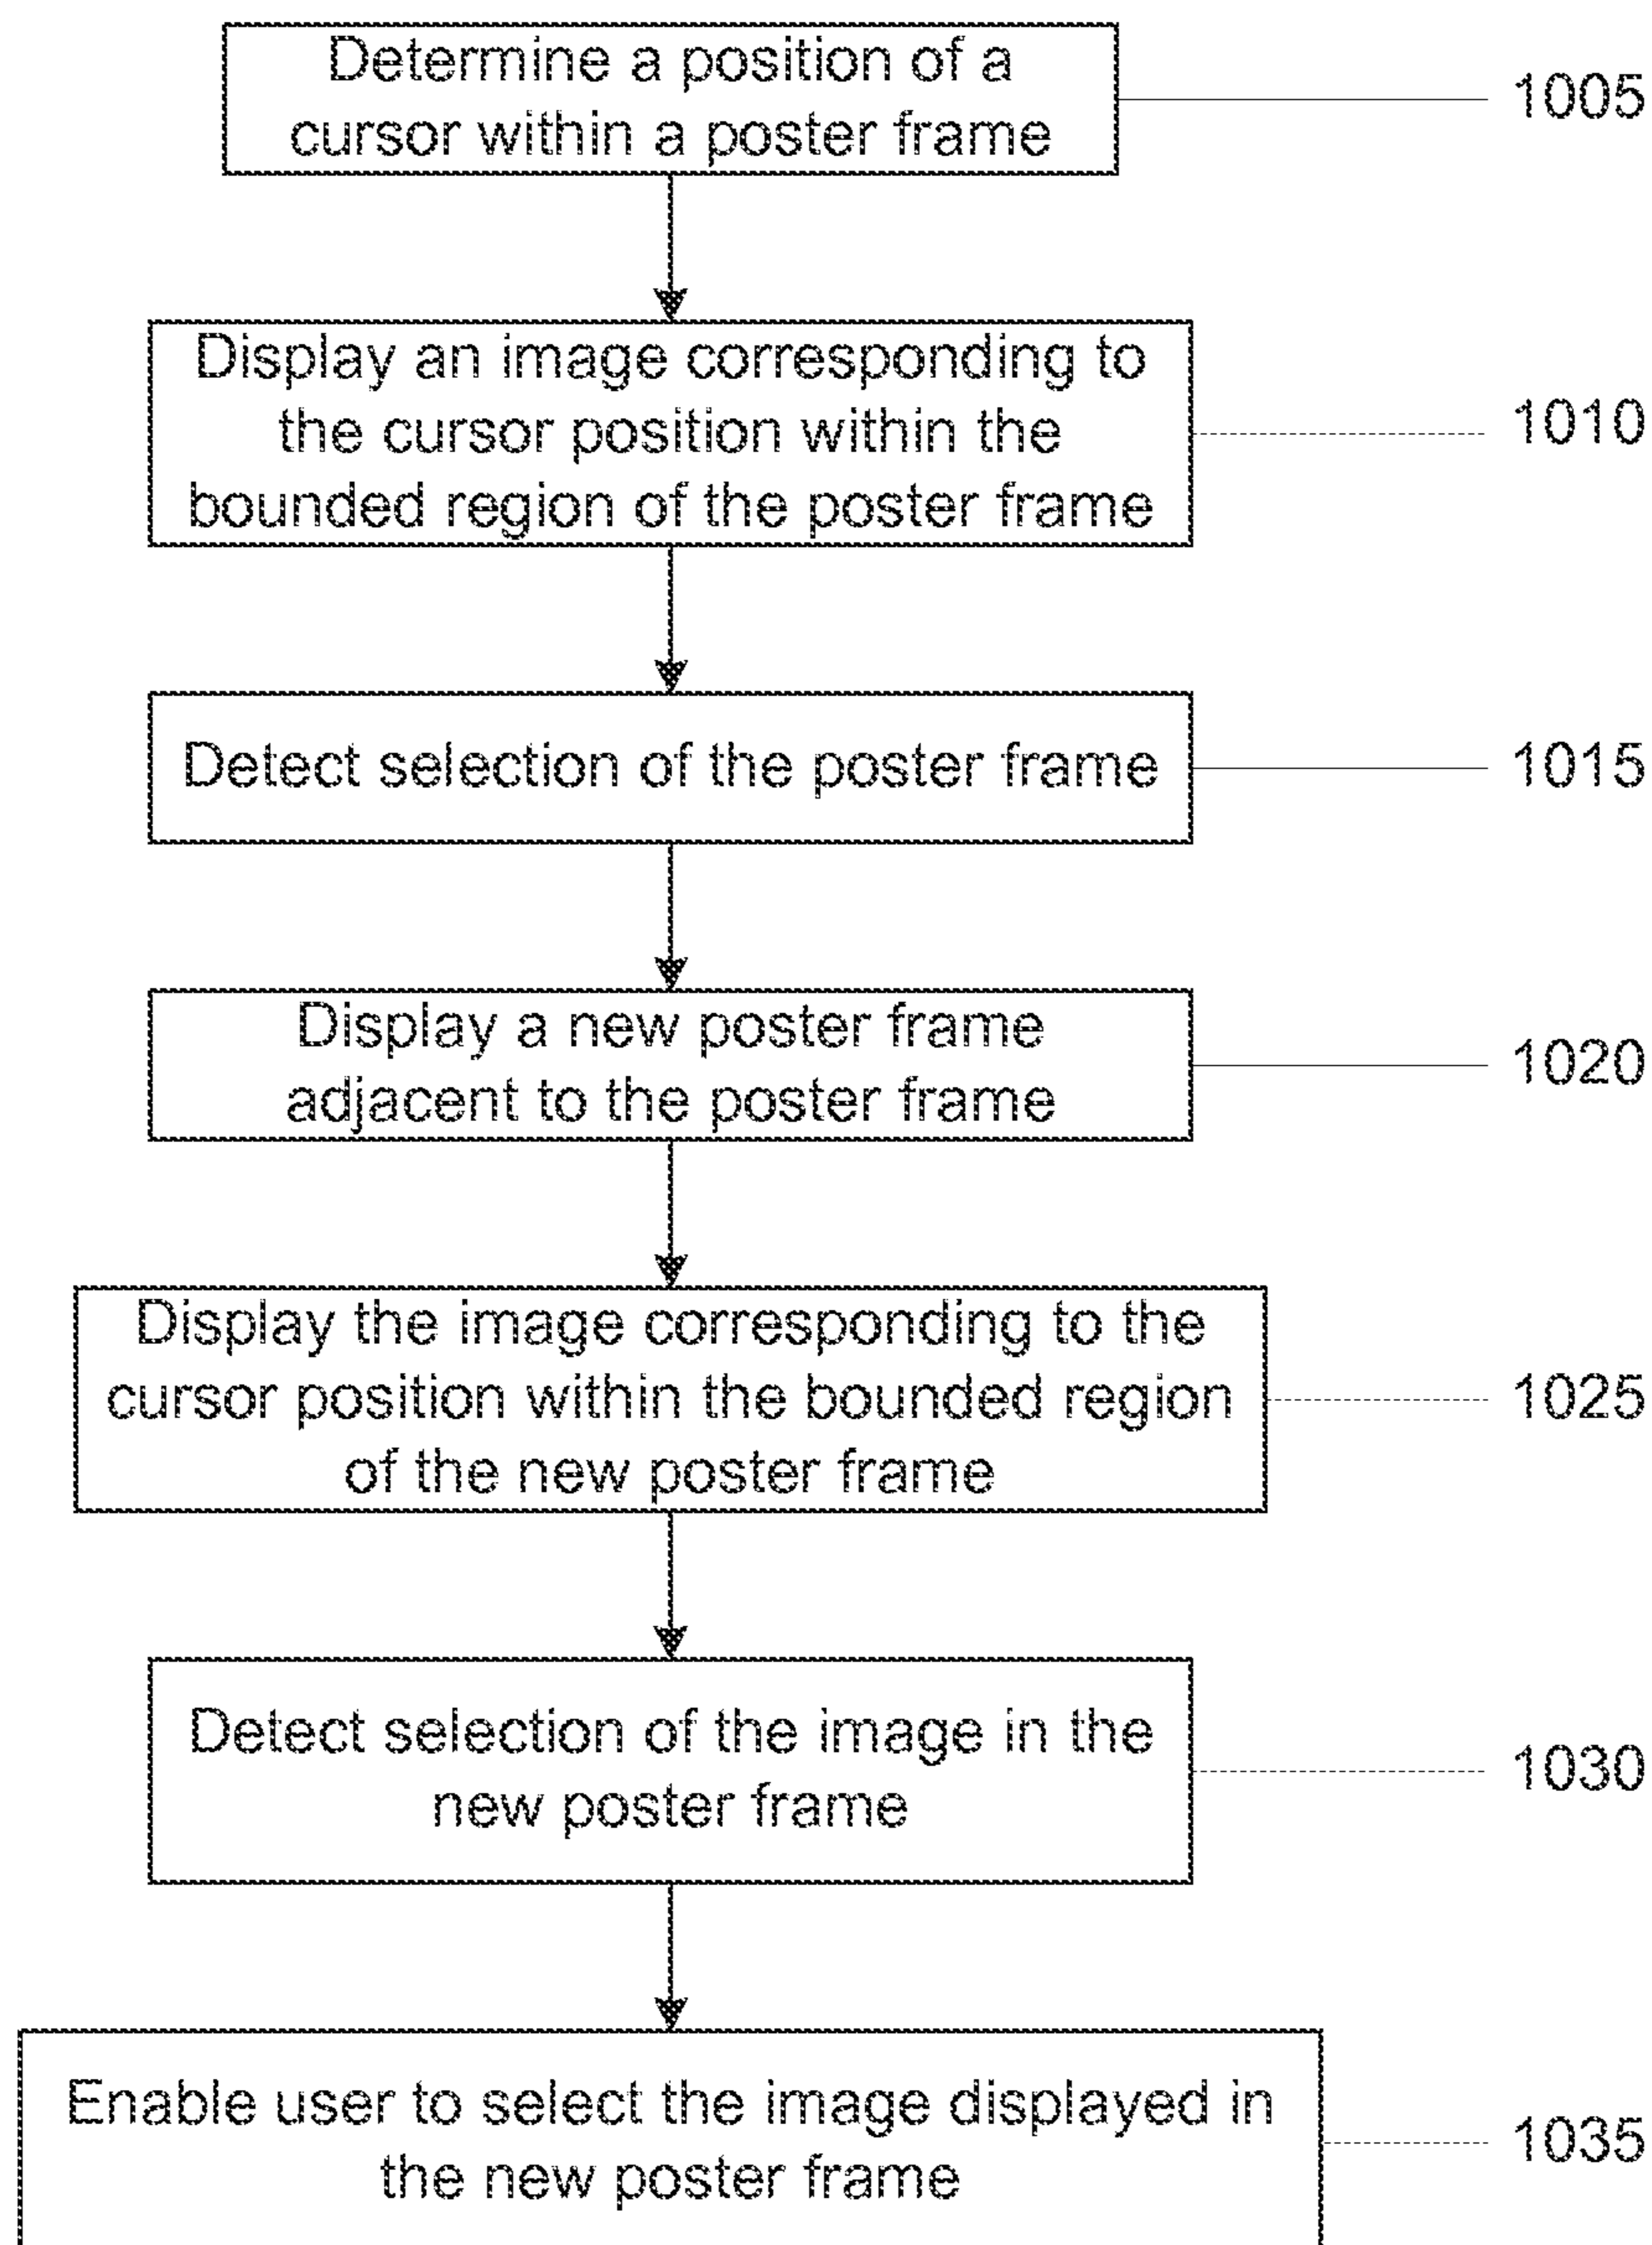 Determine a position of a
cursor within a poster frame
1005
Display an image corresponding to
the cursor position within the
bounded region of the poster frame
1010
Detect selection of the poster frame
1015
Display a new poster frame
adjacent to the poster frame
1020
Display the image corresponding to the
cursor position within the bounded region
of the new poster frame
1025
Detect selection of the image in the
new poster frame
1030
Enable user to select the image displayed in
the new poster frame
1035